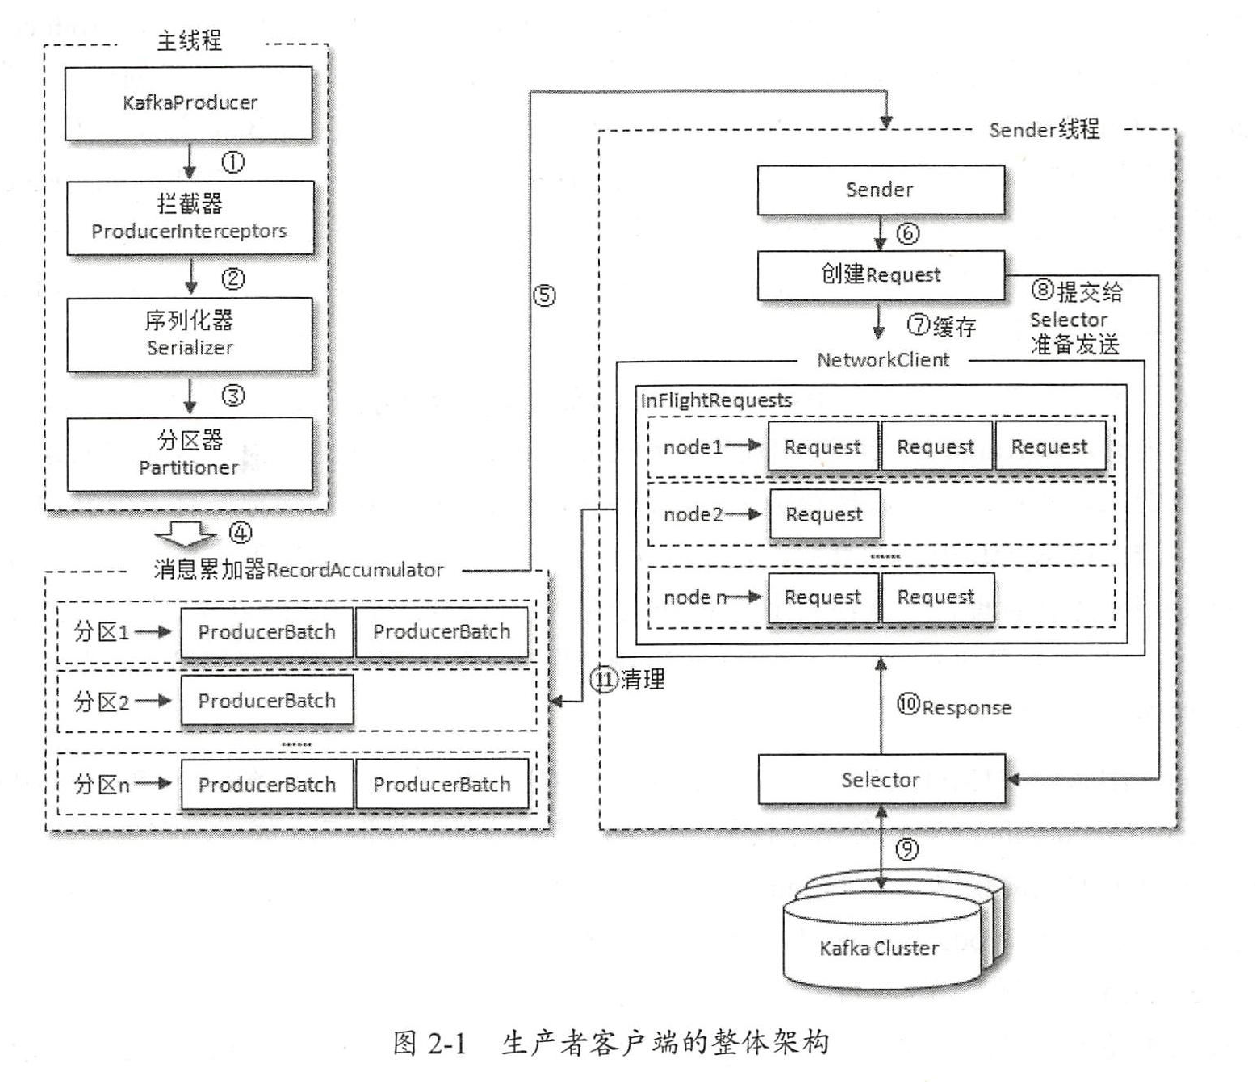 主线程
KafkaProducer
①
拦截器
ProducerInterceptors
②
序列化器
Serializer
③
分区器
Partitioner
④
消息累加器RecordAccumulator
分区1 ProducerBatch ProducerBatch
分区2 ProducerBatch
......
分区n ProducerBatch ProducerBatch
⑤
Sender线程
Sender
⑥
创建Request
⑦缓存
⑧提交给
Selector
准备发送
NetworkClient
InFlightRequests
node1 Request Request Request
node2 Request
......
node n Request Request
⑪清理
⑩Response
Selector
⑨
Kafka Cluster
图 2-1 生产者客户端的整体架构